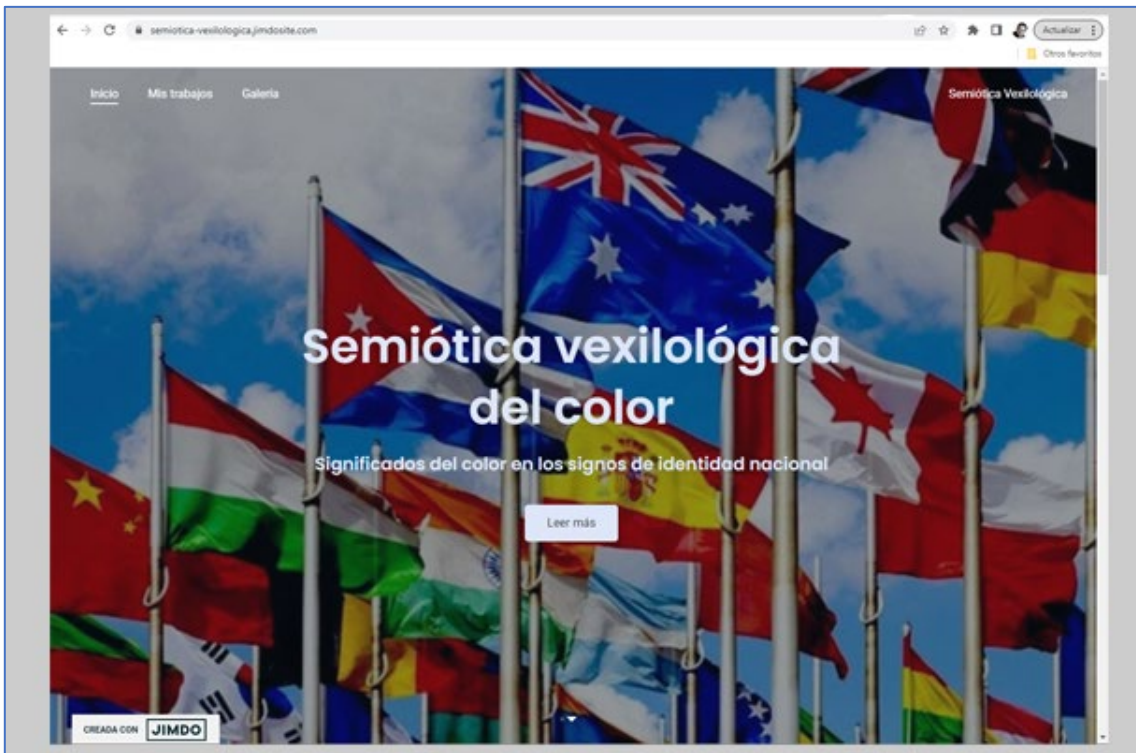 semiotica-vexilologica.jimdosite.com
Actualizar
Otros favoritos
Inicio Mis trabajos Galería Semiótica Vexilológica
Semiótica vexilológica
del color
Significados del color en los signos de identidad nacional
Leer más
CREADA CON JIMDO